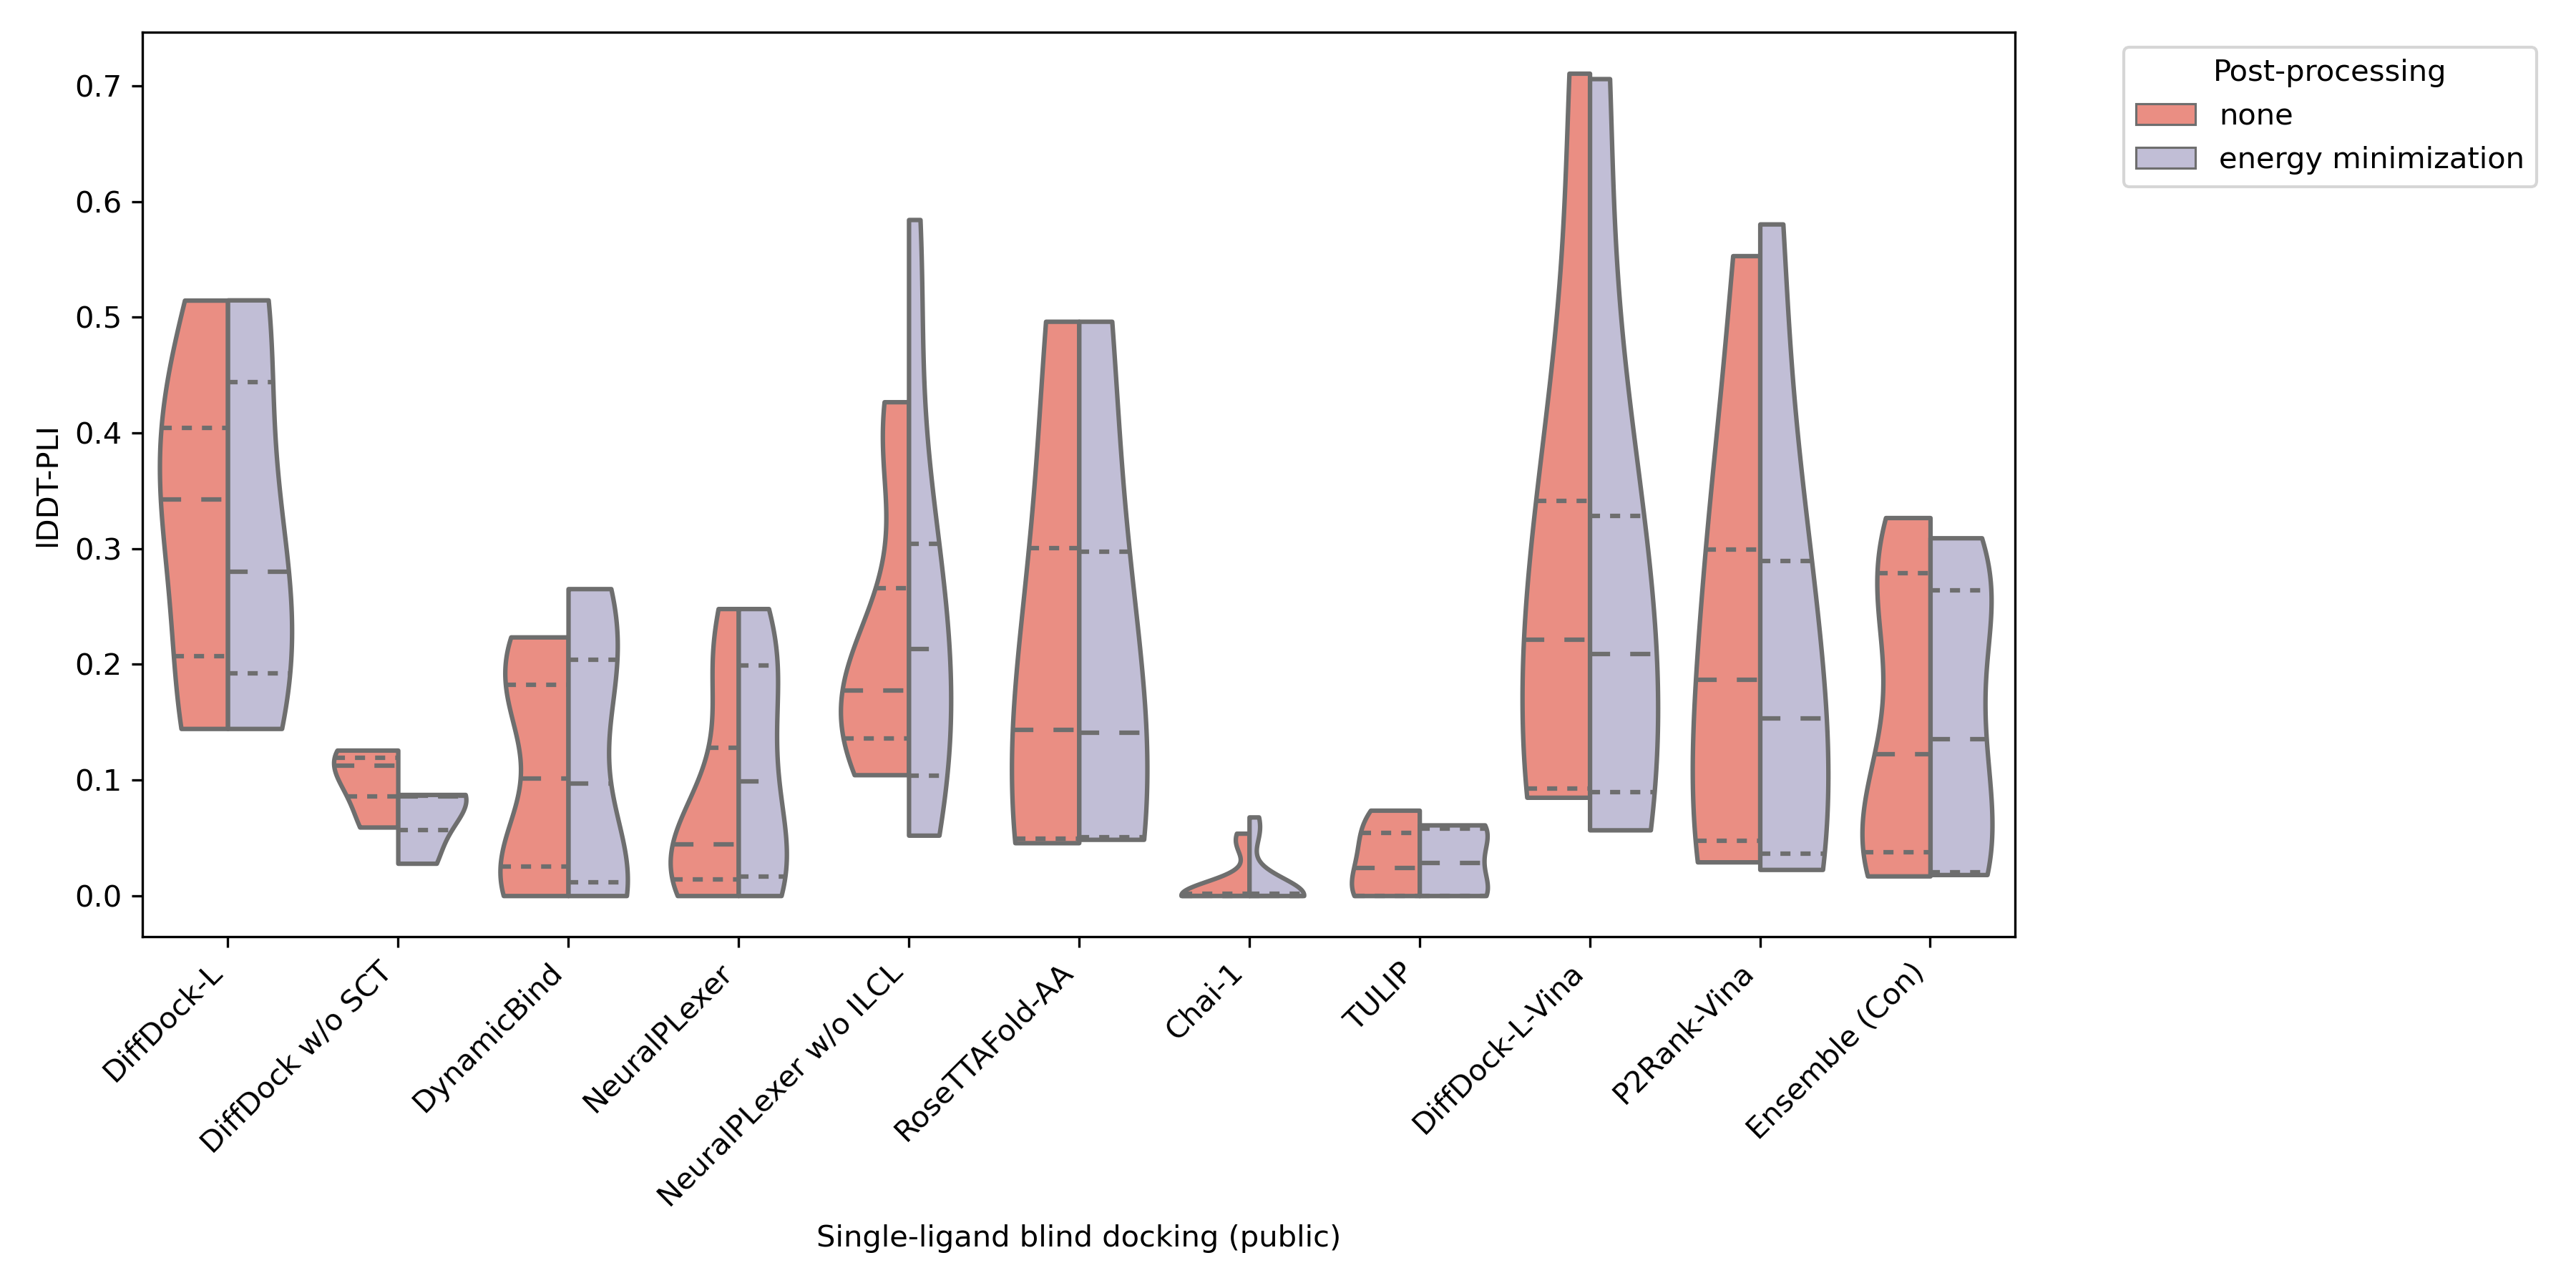 0.7
0.6
0.5
0.4
0.3
0.2
0.1
0.0
lDDT-PLI
DiffDock-L
DiffDock w/o SCT
DynamicBind
NeuralPLexer
NeuralPLexer w/o ILCL
RoseTTAFold-AA
Chai-1
TULIP
DiffDock-L-Vina
P2Rank-Vina
Ensemble (Con)
Single-ligand blind docking (public)
Post-processing
none
energy minimization